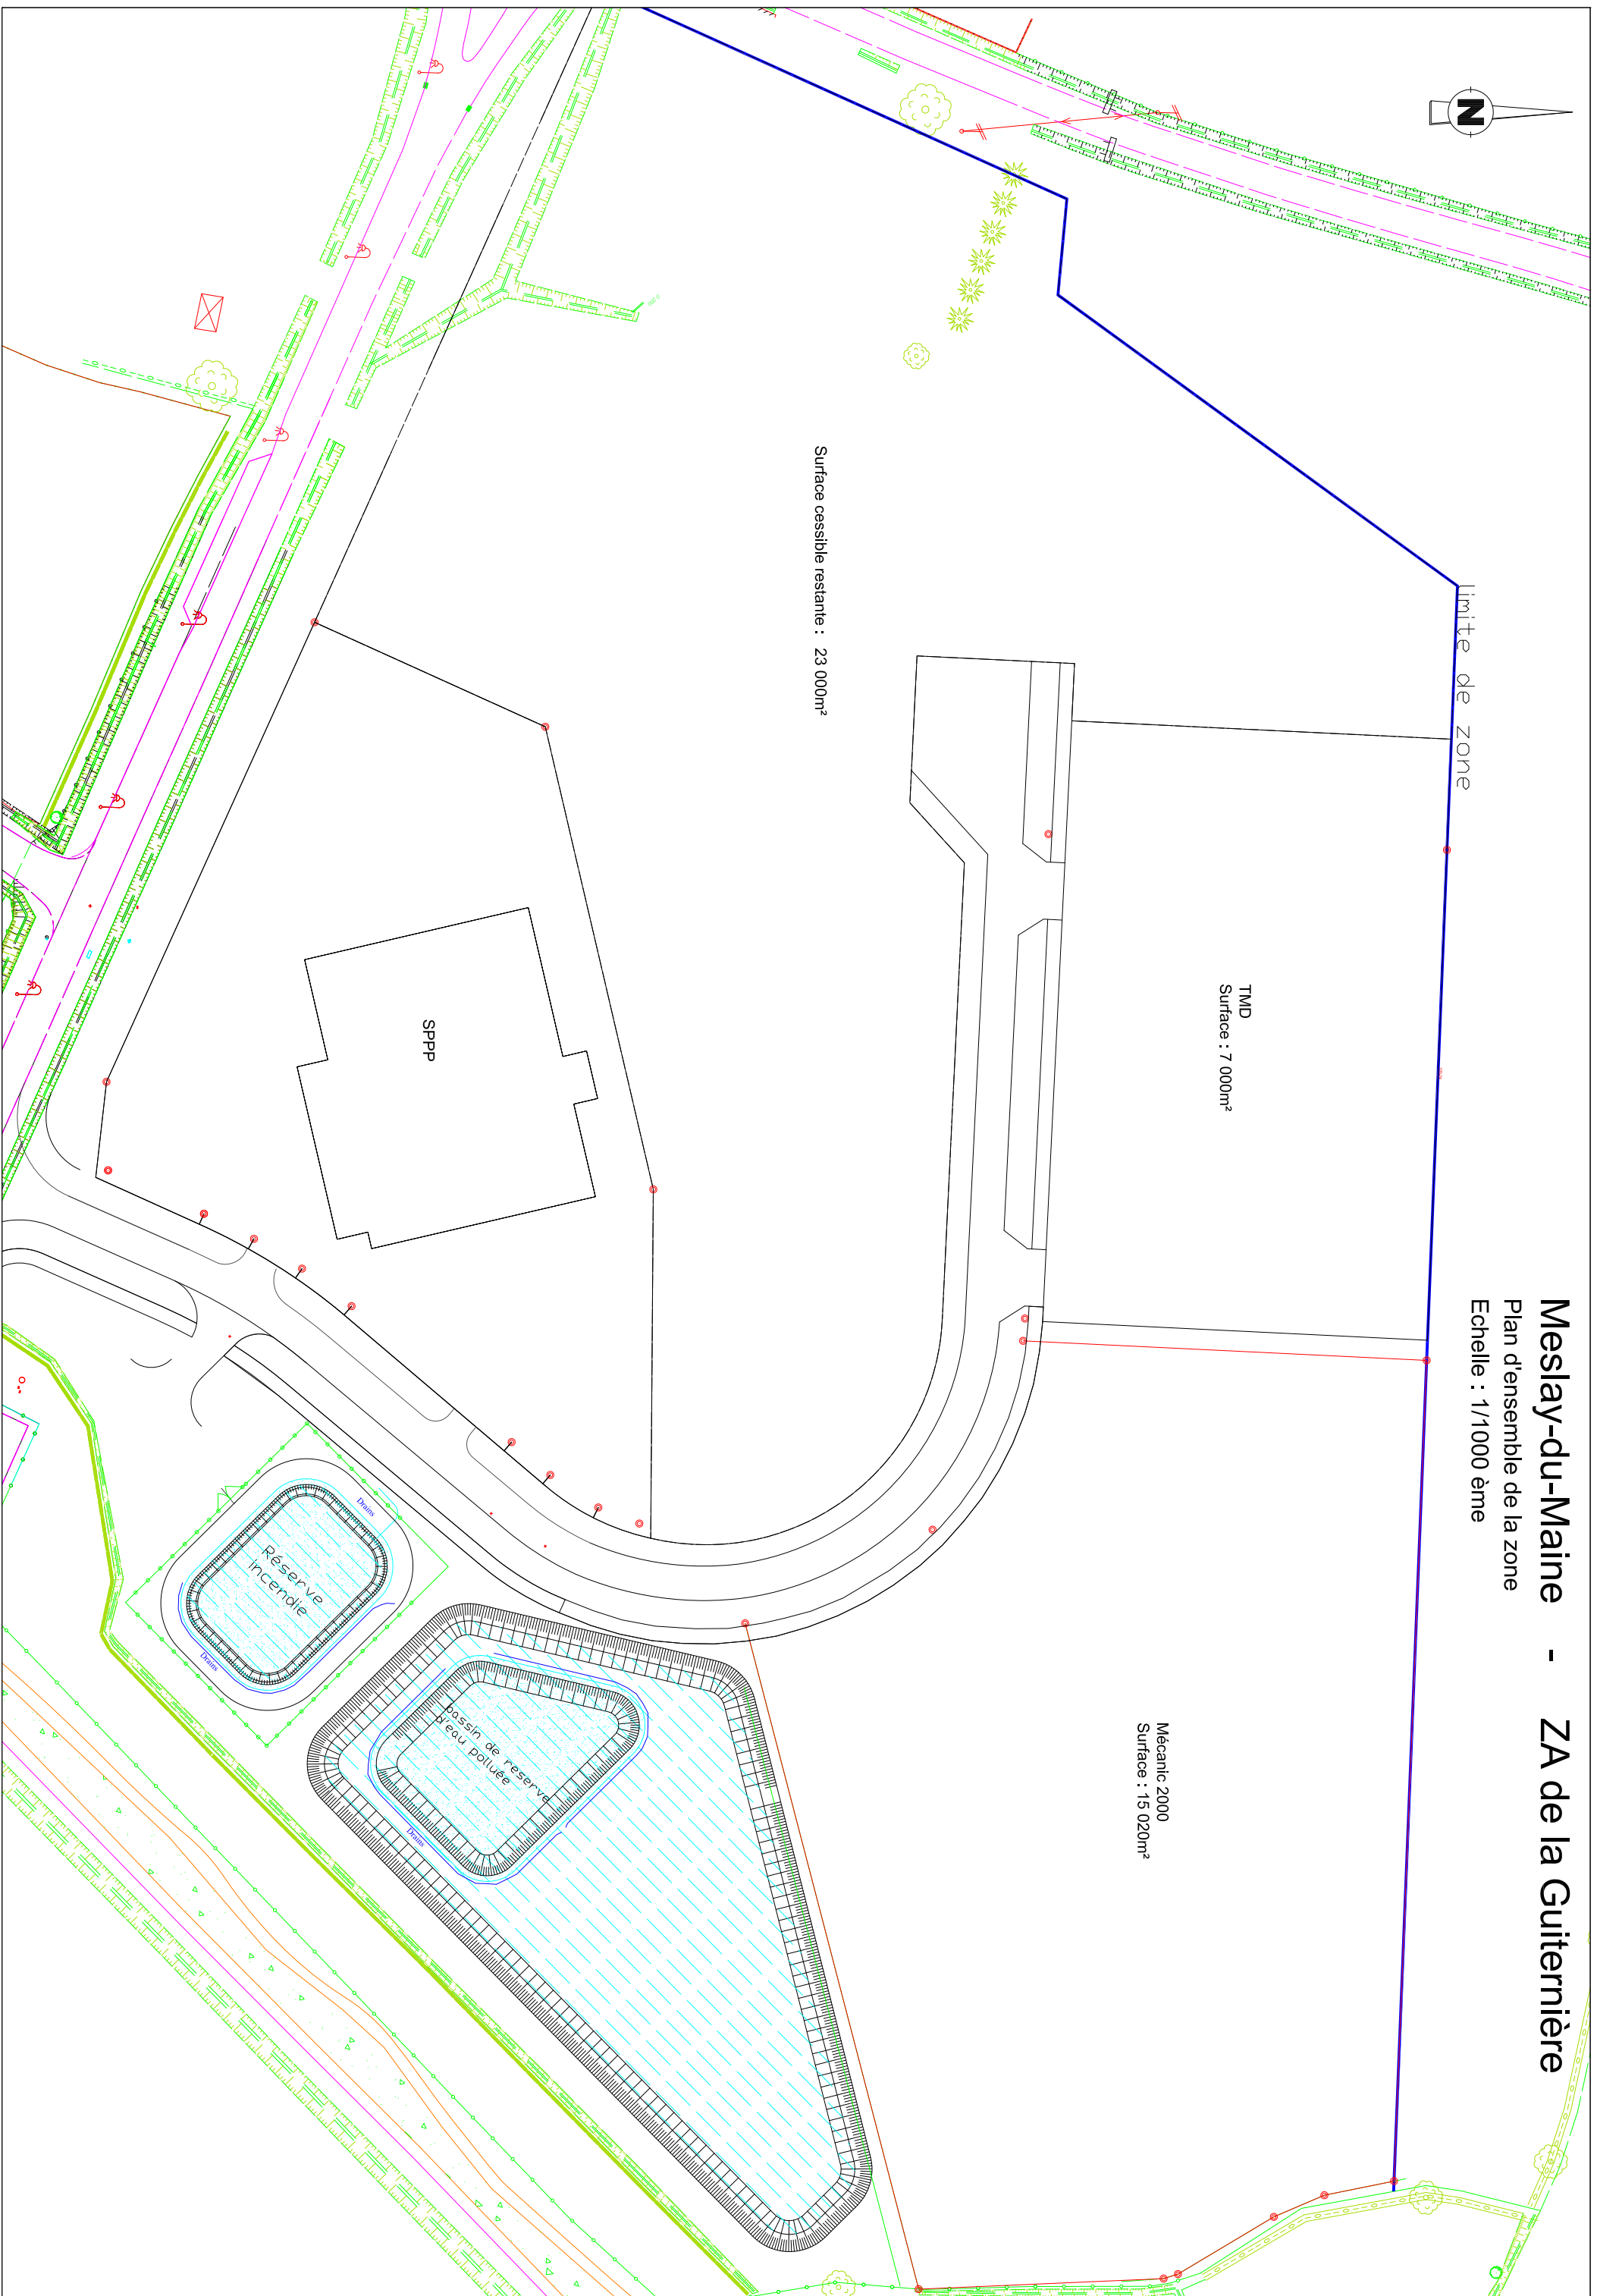 Meslay-du-Maine - ZA de la Guiternière
Plan d'ensemble de la zone
Echelle : 1/1000 ème
N
limite de zone
TMD
Surface : 7 000m²
Mécanic 2000
Surface : 15 020m²
Surface cessible restante : 23 000m²
SPPP
Drains
Réserve
incendie
Drains
bassin de reserve
d'eau polluée
Drains